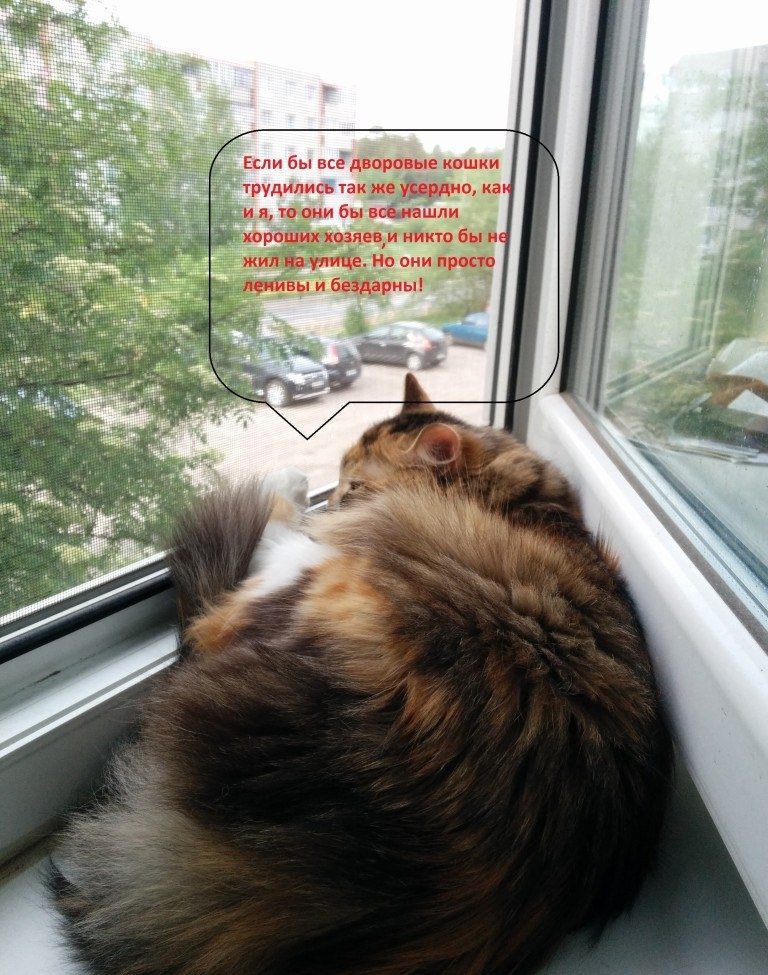 Если бы все дворовые кошки
трудились так же усердно, как
и я, то они бы все нашли
хороших хозяев,и никто бы не
жил на улице. Но они просто
ленивы и бездарны!